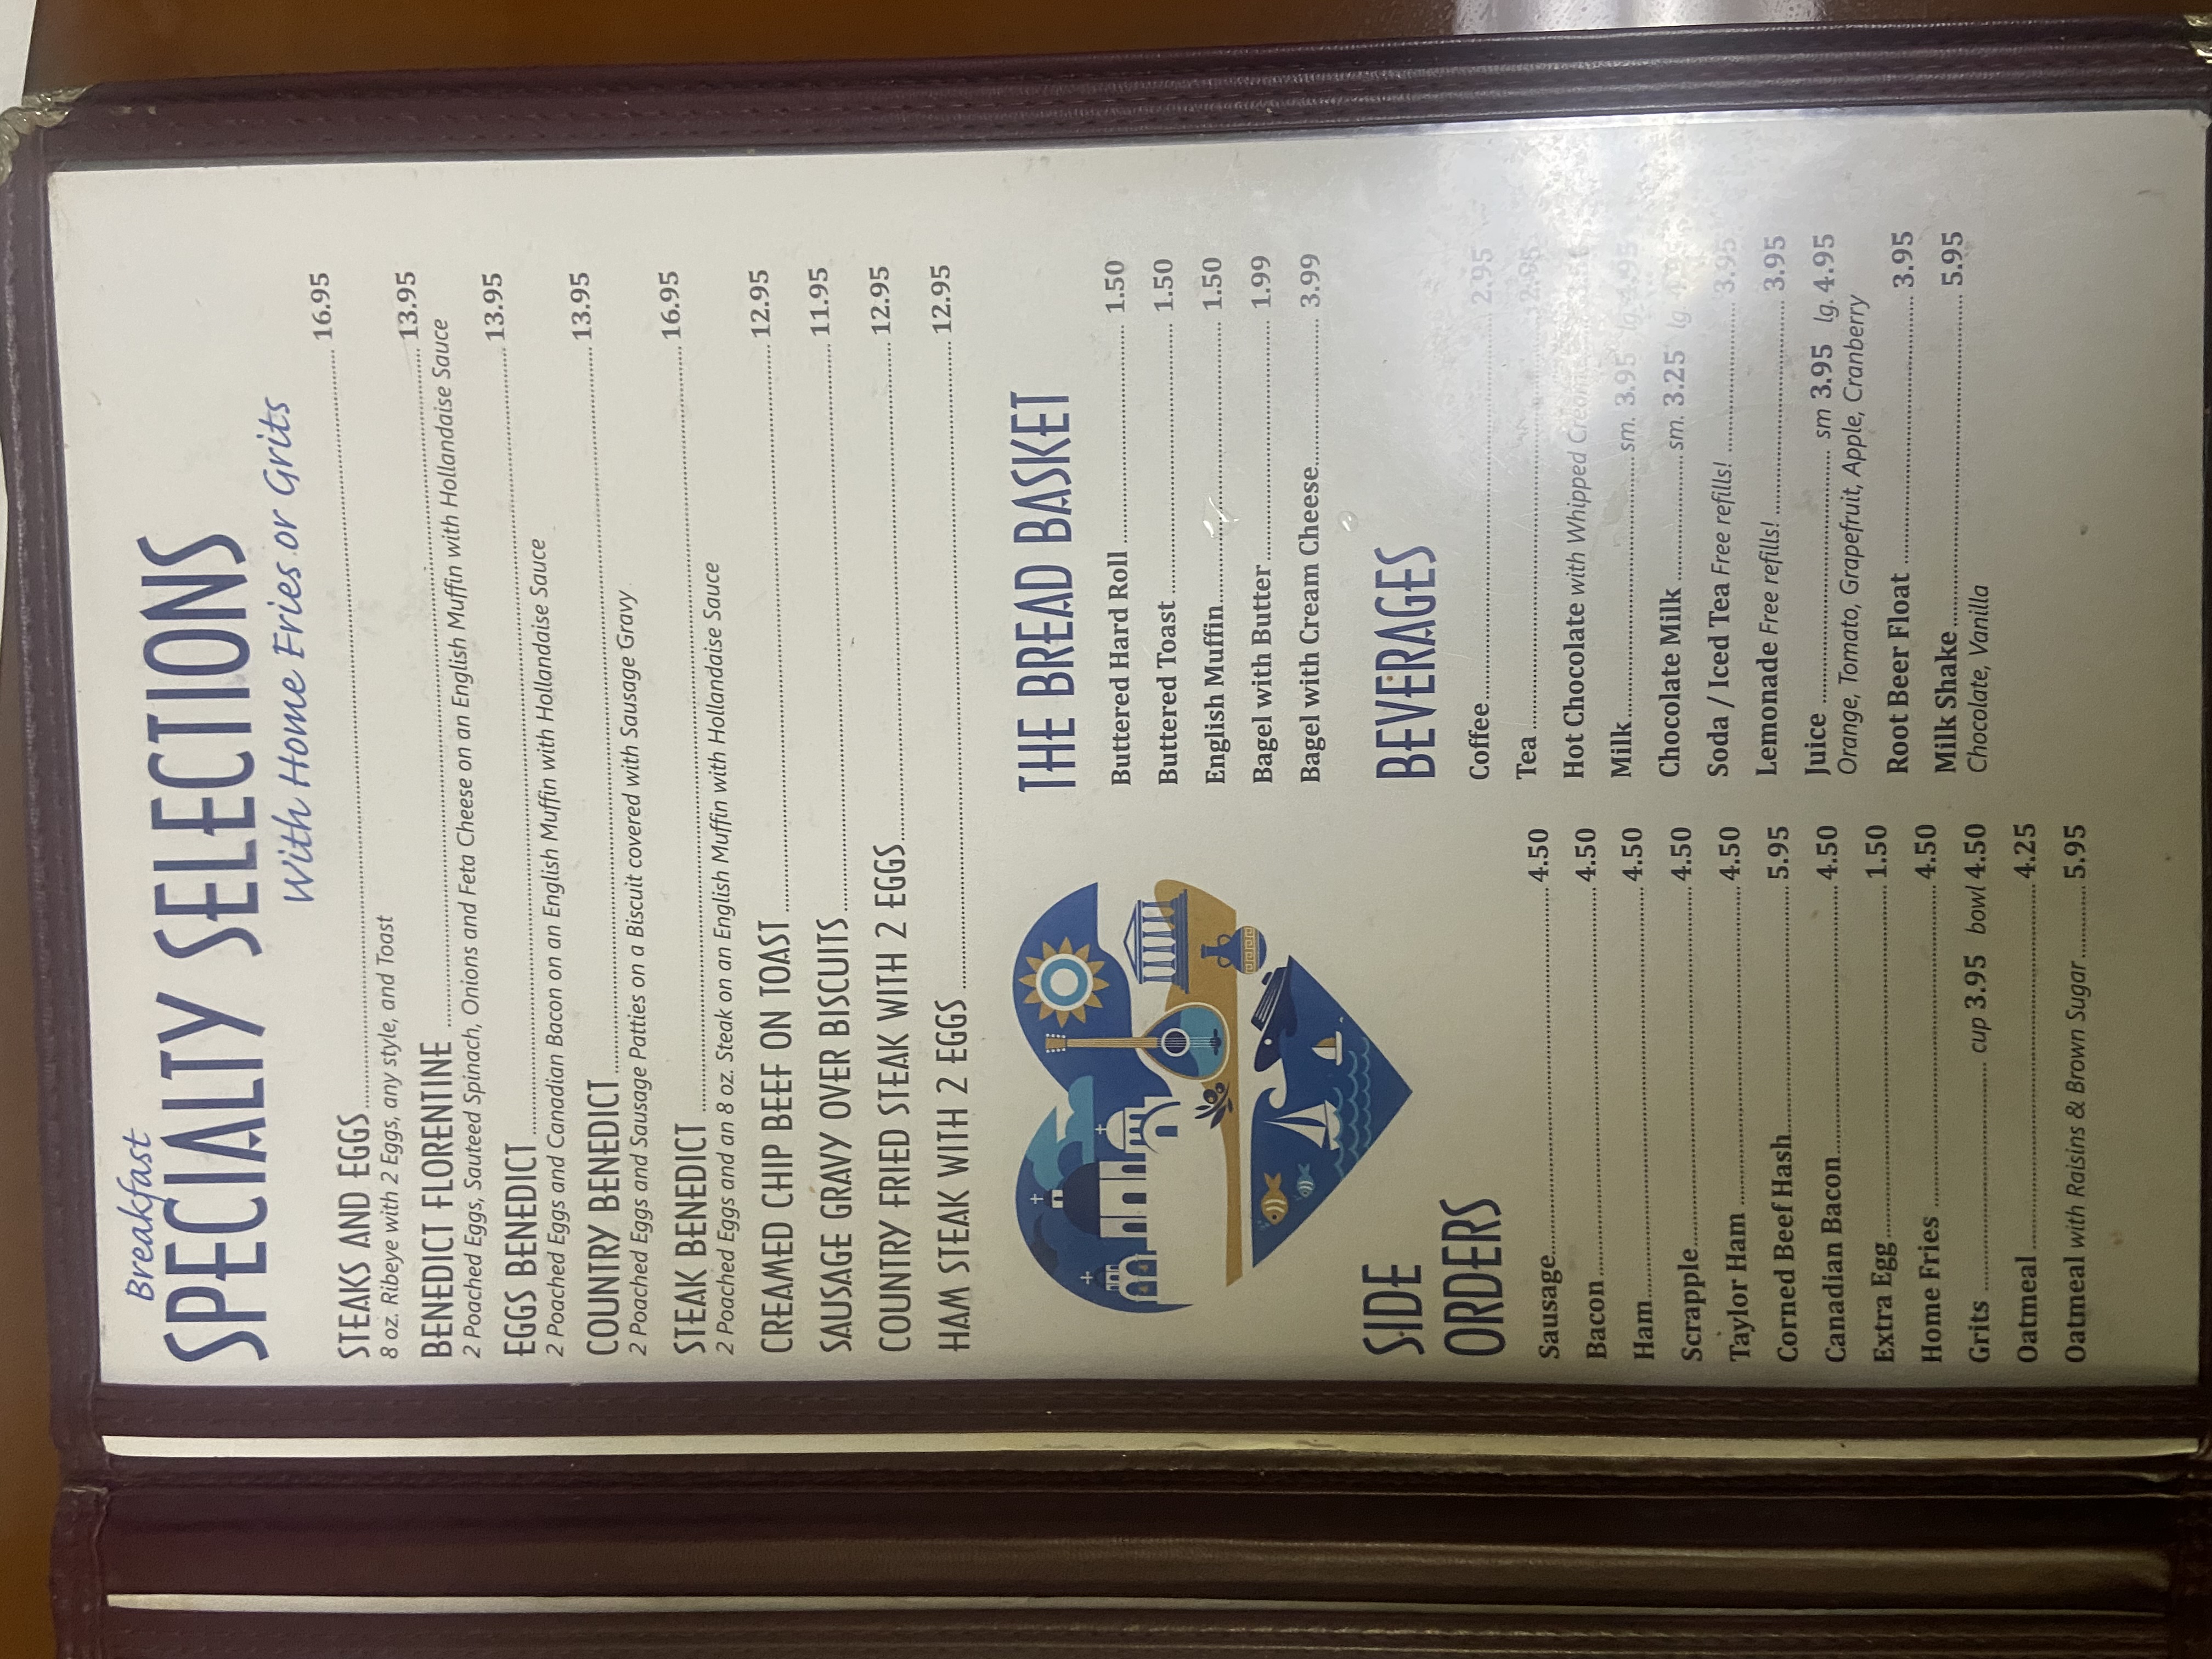 Breakfast
SPECIALTY SELECTIONS
With Home Fries or Grits
STEAKS AND EGGS 16.95
8 oz. Ribeye with 2 Eggs, any style, and Toast
BENEDICT FLORENTINE 13.95
2 Poached Eggs, Sauteed Spinach, Onions and Feta Cheese on an English Muffin with Hollandaise Sauce
EGGS BENEDICT 13.95
2 Poached Eggs and Canadian Bacon on an English Muffin with Hollandaise Sauce
COUNTRY BENEDICT 13.95
2 Poached Eggs and Sausage Patties on a Biscuit covered with Sausage Gravy
STEAK BENEDICT 16.95
2 Poached Eggs and an 8 oz. Steak on an English Muffin with Hollandaise Sauce
CREAMED CHIP BEEF ON TOAST 12.95
SAUSAGE GRAVY OVER BISCUITS 11.95
COUNTRY FRIED STEAK WITH 2 EGGS 12.95
HAM STEAK WITH 2 EGGS 12.95
SIDE
ORDERS
Sausage 4.50
Bacon 4.50
Ham 4.50
Scrapple 4.50
Taylor Ham 4.50
Corned Beef Hash 5.95
Canadian Bacon 4.50
Extra Egg 1.50
Home Fries 4.50
Grits cup 3.95 bowl 4.50
Oatmeal 4.25
Oatmeal with Raisins & Brown Sugar 5.95
THE BREAD BASKET
Buttered Hard Roll 1.50
Buttered Toast 1.50
English Muffin 1.50
Bagel with Butter 1.99
Bagel with Cream Cheese 3.99
BEVERAGES
Coffee 2.95
Tea 2.95
Hot Chocolate with Whipped Cream
Milk sm. 3.95 lg. 4.95
Chocolate Milk sm. 3.25 lg.
Soda / Iced Tea Free refills! 3.95
Lemonade Free refills! 3.95
Juice sm 3.95 lg. 4.95
Orange, Tomato, Grapefruit, Apple, Cranberry
Root Beer Float 3.95
Milk Shake 5.95
Chocolate, Vanilla